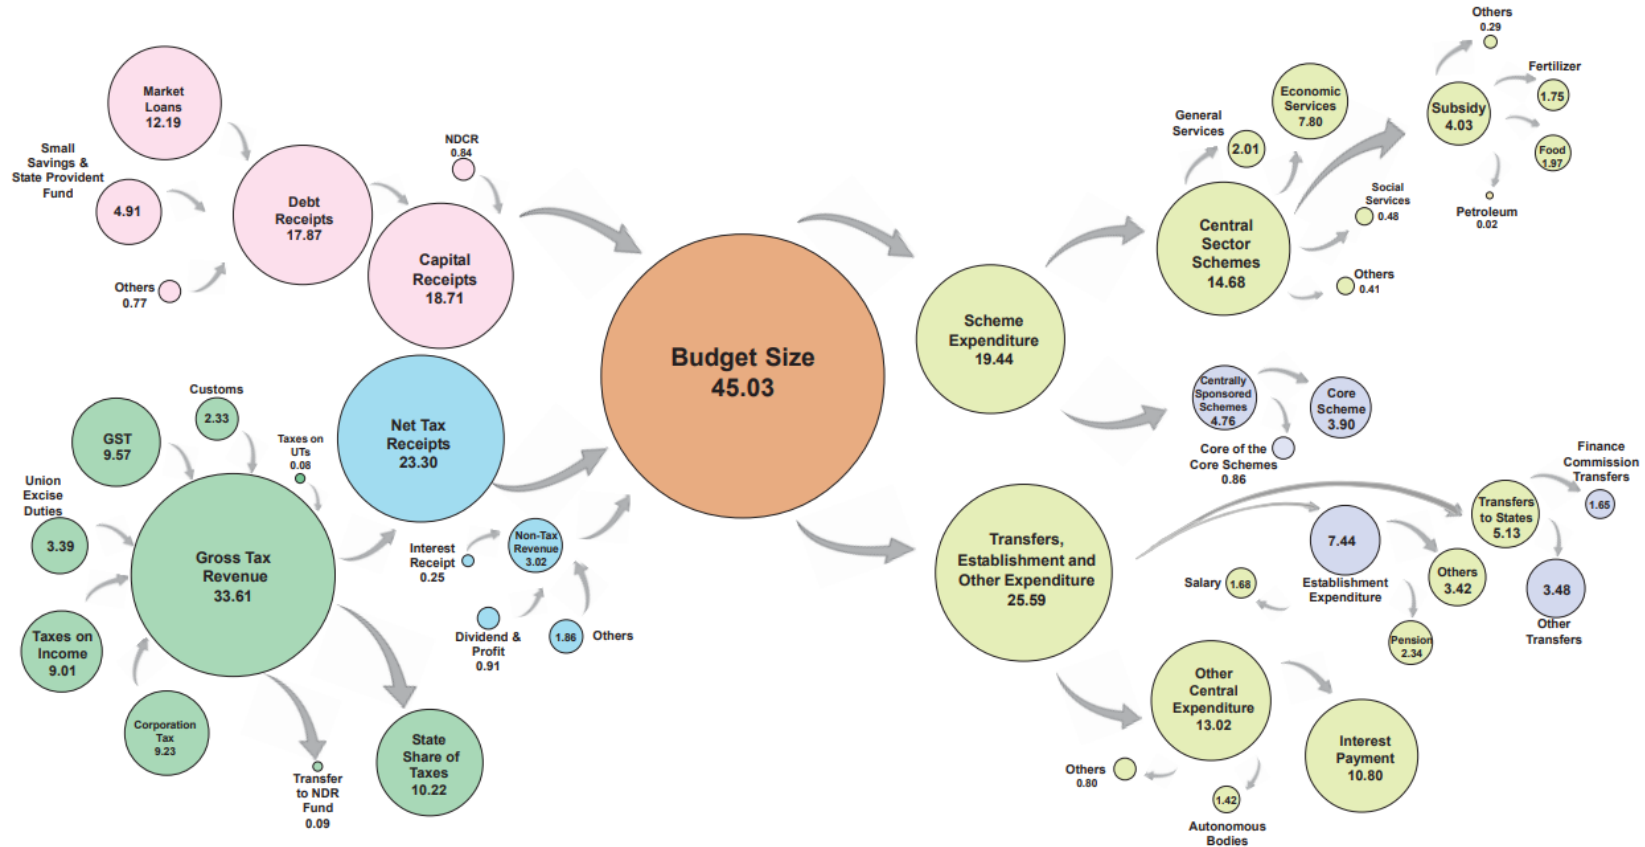 Market
Loans
12.19
Small
Savings &
State Provident
Fund
4.91
Others
0.77
Debt
Receipts
17.87
NDCR
0.84
Capital
Receipts
18.71
Customs
2.33
GST
9.57
Taxes on
UTs
0.08
Union
Excise
Duties
3.39
Gross Tax
Revenue
33.61
Taxes on
Income
9.01
Corporation
Tax
9.23
Transfer
to NDR
Fund
0.09
State
Share of
Taxes
10.22
Net Tax
Receipts
23.30
Interest
Receipt
0.25
Non-Tax
Revenue
3.02
Dividend &
Profit
0.91
1.86
Others
Budget Size
45.03
Scheme
Expenditure
19.44
Central
Sector
Schemes
14.68
General
Services
2.01
Economic
Services
7.80
Subsidy
4.03
Others
0.29
Fertilizer
1.75
Food
1.97
Petroleum
0.02
Social
Services
0.48
Others
0.41
Centrally
Sponsored
Schemes
4.76
Core
Scheme
3.90
Core of the
Core Schemes
0.86
Transfers,
Establishment and
Other Expenditure
25.59
Transfers
to States
5.13
Finance
Commission
Transfers
1.65
3.48
Other
Transfers
7.44
Establishment
Expenditure
Others
3.42
Salary
1.68
Pension
2.34
Other
Central
Expenditure
13.02
Interest
Payment
10.80
Others
0.80
1.42
Autonomous
Bodies